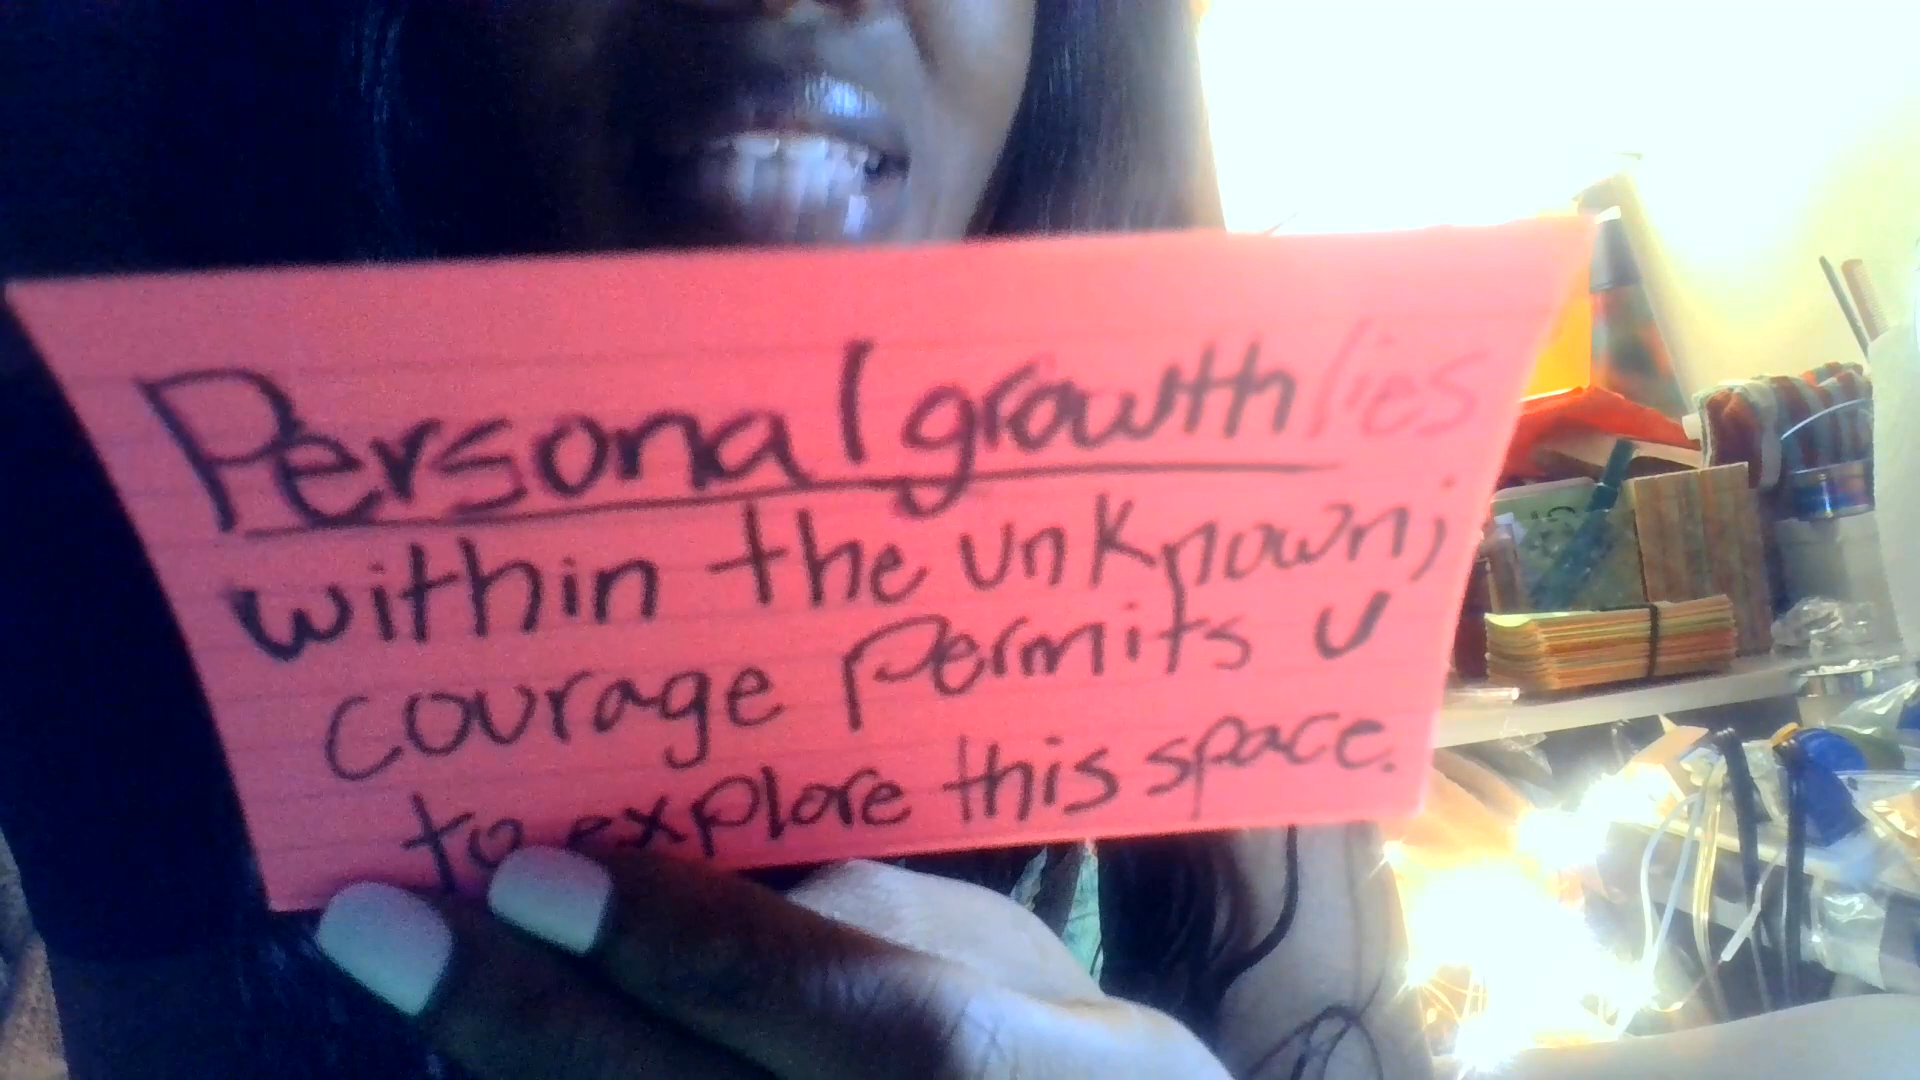 Personal growth lies
within the unknown;
courage permits U
to explore this space.